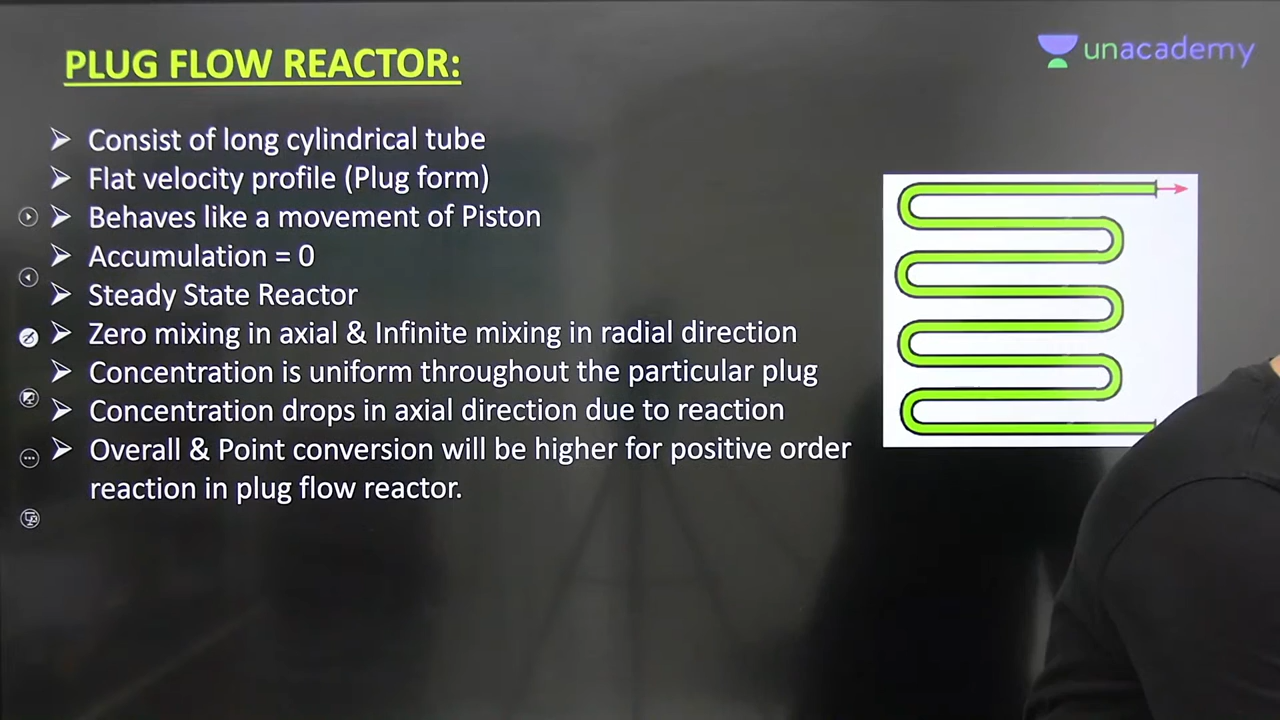 PLUG FLOW REACTOR:
unacademy
➢ Consist of long cylindrical tube
➢ Flat velocity profile (Plug form)
➢ Behaves like a movement of Piston
➢ Accumulation = 0
➢ Steady State Reactor
➢ Zero mixing in axial & Infinite mixing in radial direction
➢ Concentration is uniform throughout the particular plug
➢ Concentration drops in axial direction due to reaction
➢ Overall & Point conversion will be higher for positive order
reaction in plug flow reactor.